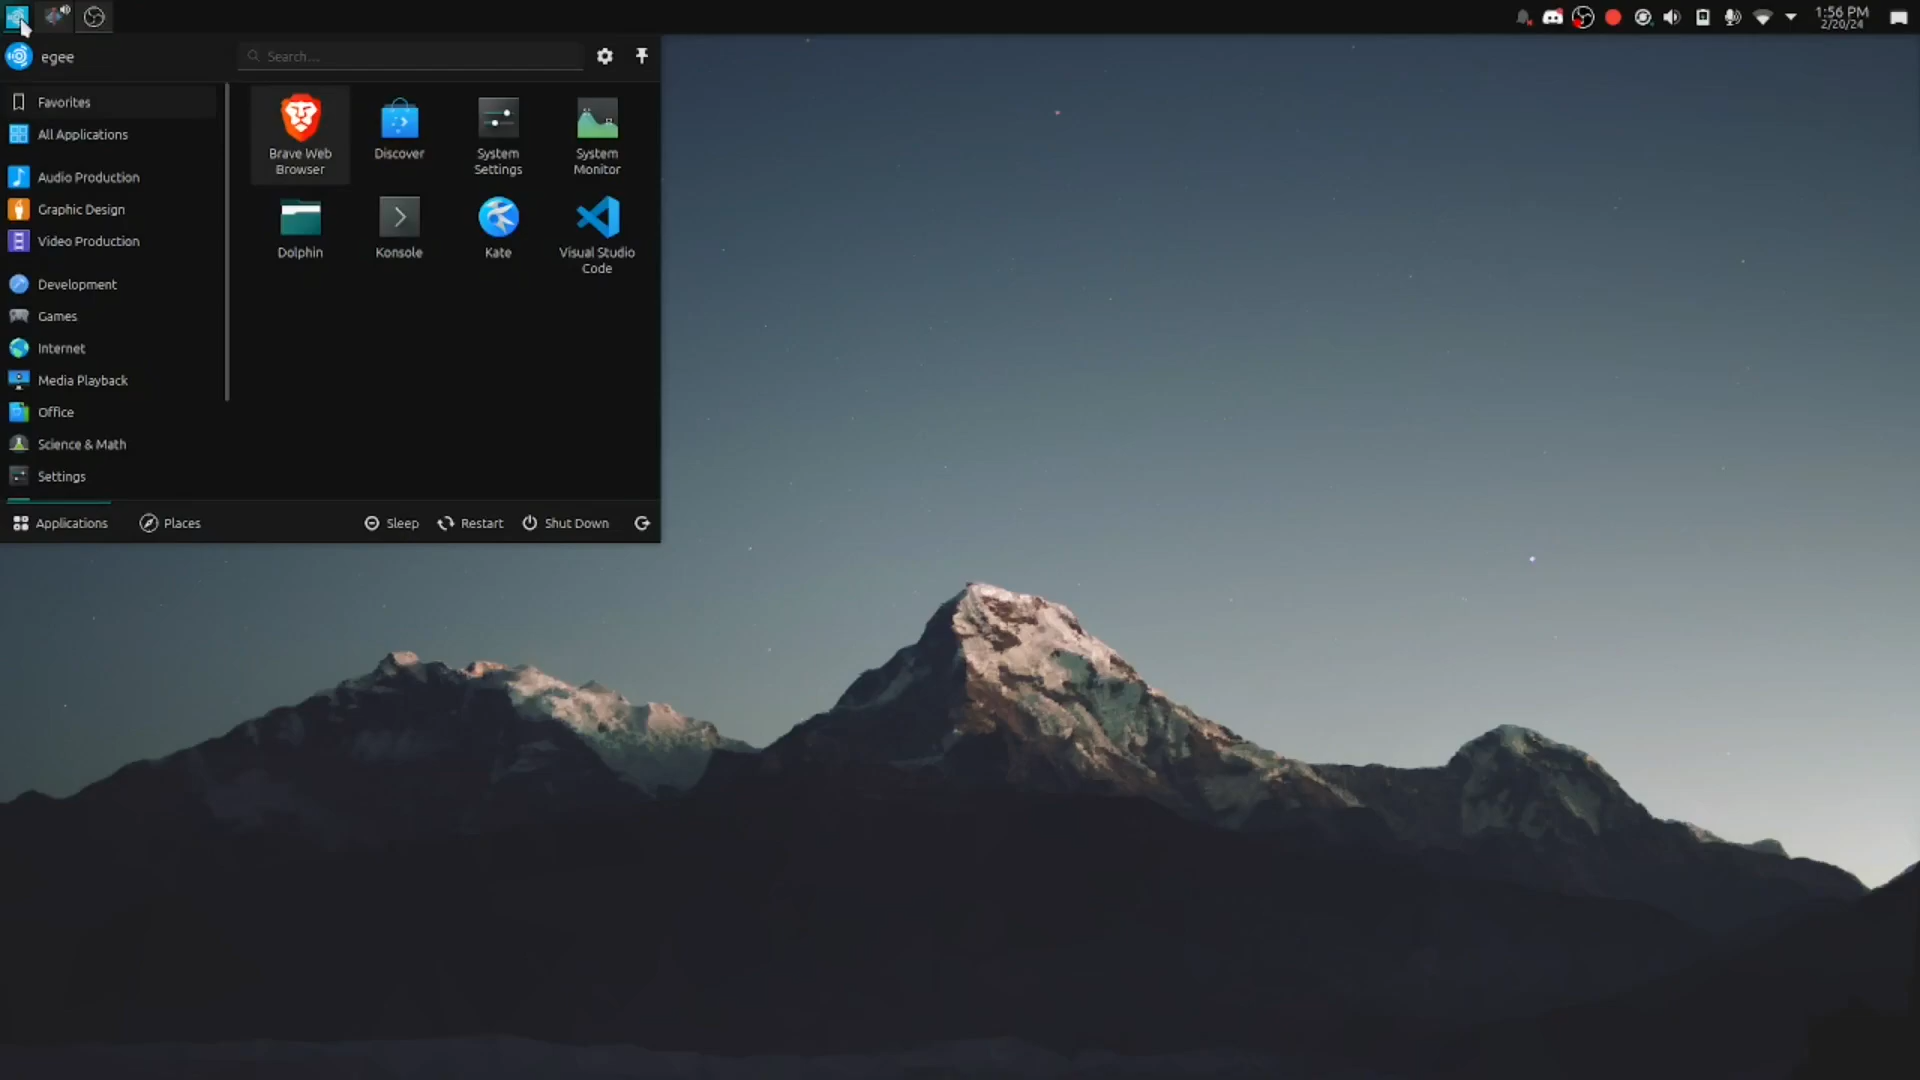 1:56 PM
2/20/24
egee
Search...
Favorites
All Applications
Audio Production
Graphic Design
Video Production
Development
Games
Internet
Media Playback
Office
Science & Math
Settings
Brave Web
Browser
Discover
System
Settings
System
Monitor
Dolphin
Konsole
Kate
Visual Studio
Code
Applications
Places
Sleep
Restart
Shut Down